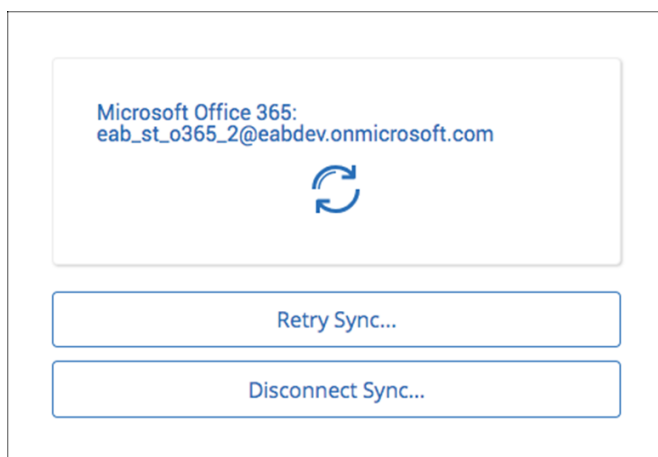 Microsoft Office 365:
eab_st_o365_2@eabdev.onmicrosoft.com
Retry Sync...
Disconnect Sync...